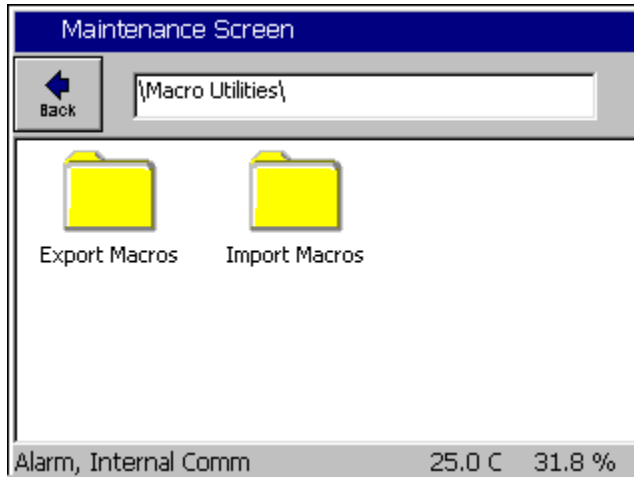 Maintenance Screen
Back
\Macro Utilities\
Export Macros
Import Macros
Alarm, Internal Comm
25.0 C
31.8 %